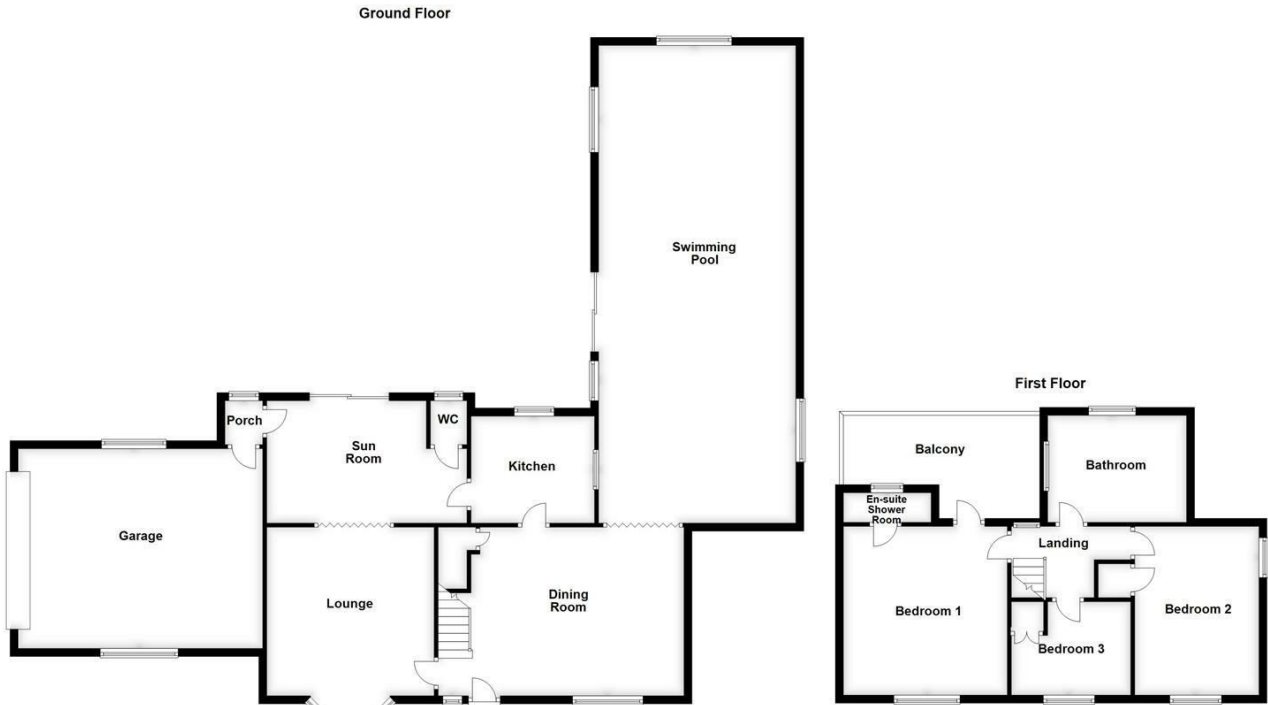 Ground Floor
Swimming
Pool
Porch
WC
Sun
Room
Kitchen
Garage
Lounge
Dining
Room
First Floor
Balcony
Bathroom
En-suite
Shower
Room
Landing
Bedroom 1
Bedroom 2
Bedroom 3